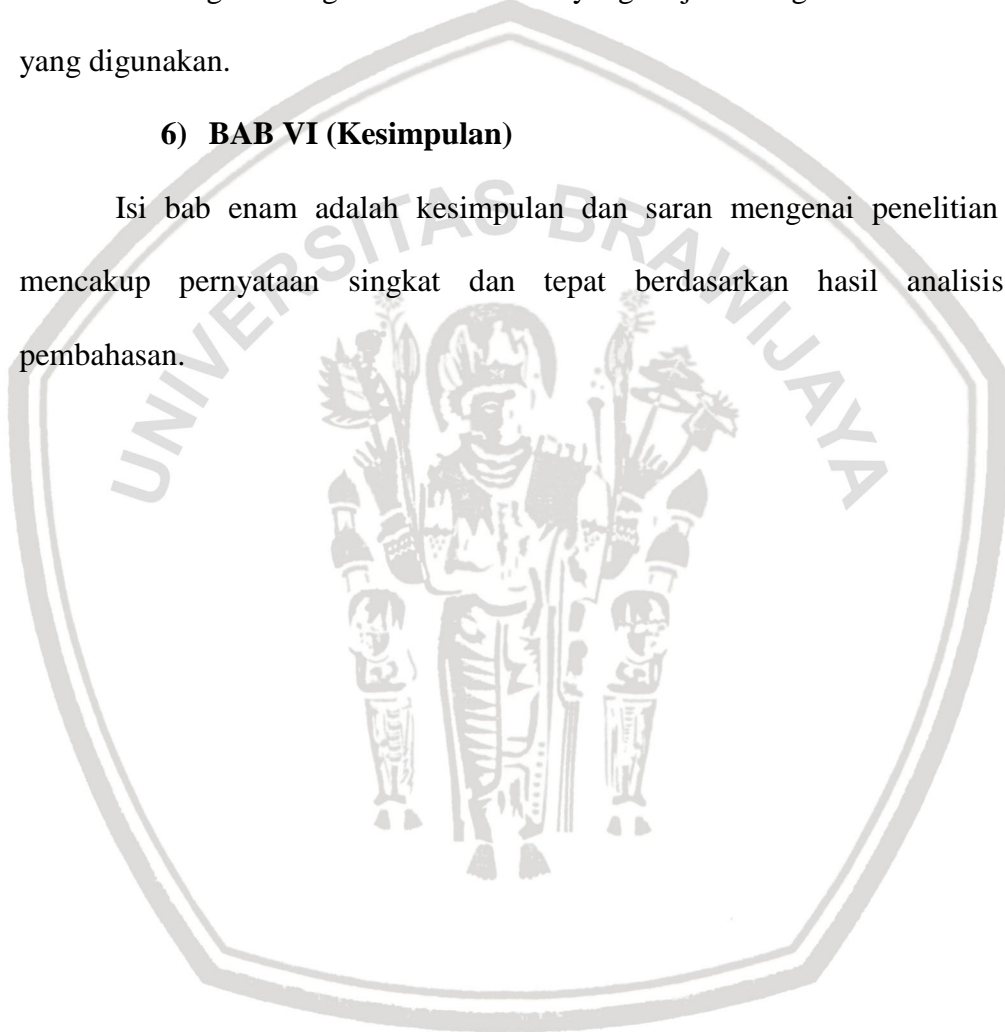 yang digunakan.
6) BAB VI (Kesimpulan)
Isi bab enam adalah kesimpulan dan saran mengenai penelitian
mencakup pernyataan singkat dan tepat berdasarkan hasil analisis
pembahasan.
UNIVERSITAS BRAWIJAYA